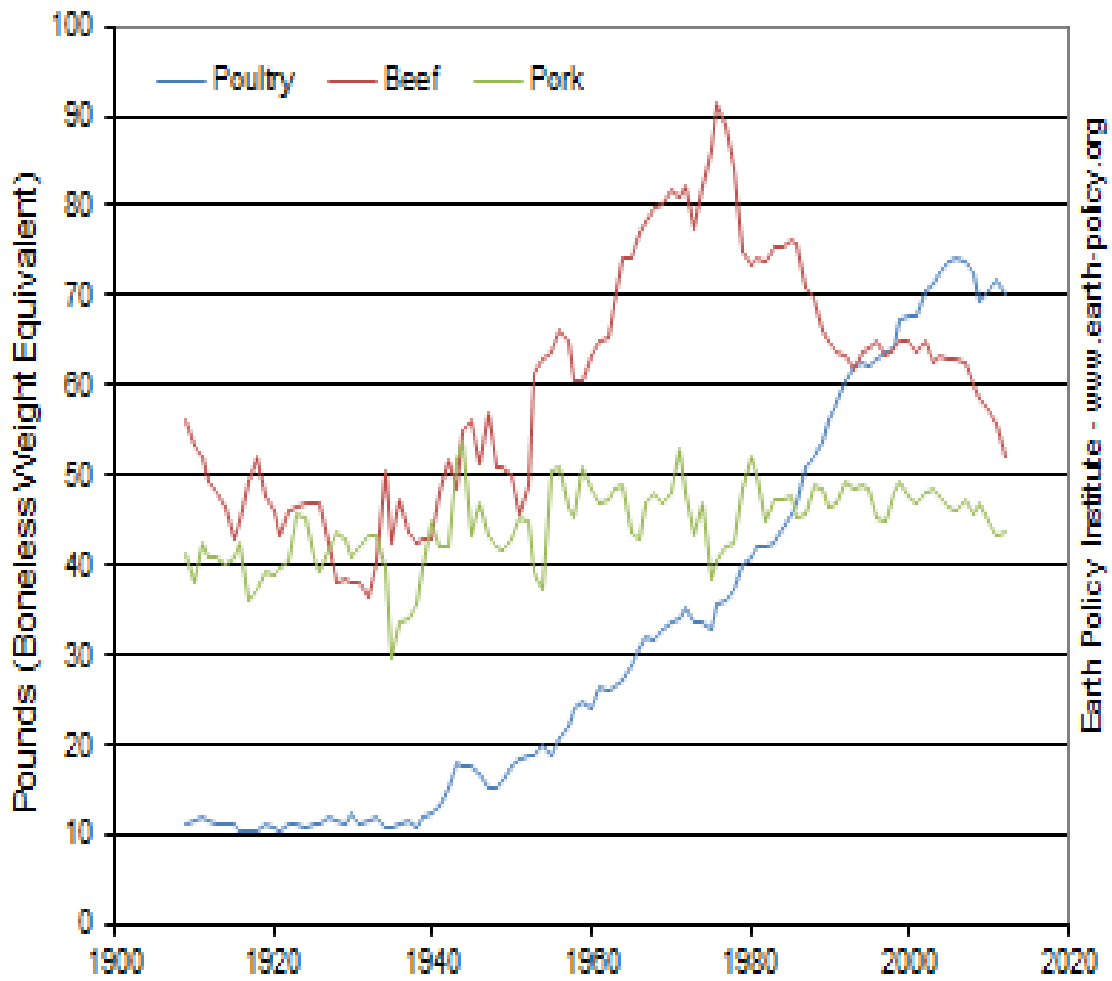 100
90
80
70
60
50
40
30
20
10
0
Poultry Beef Pork
Pounds (Boneless Weight Equivalent)
Earth Policy Institute - www.earth-policy.org
1900 1920 1940 1960 1980 2000 2020